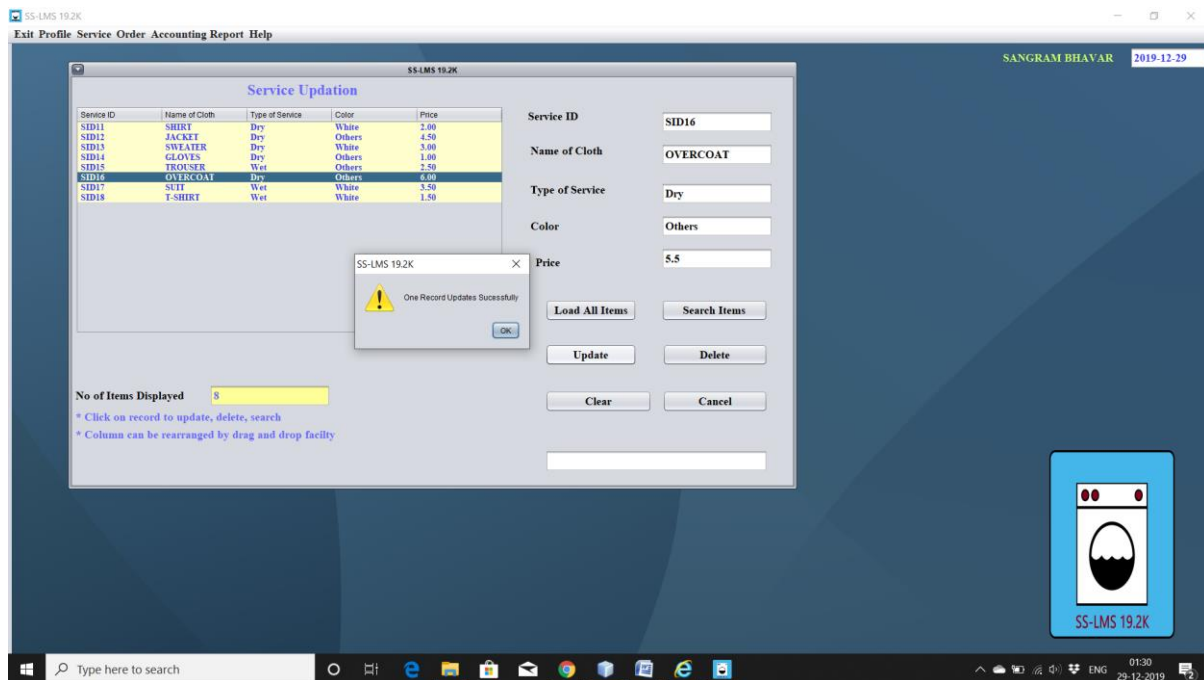 SS-LMS 19.2K
Exit Profile Service Order Accounting Report Help
SANGRAM BHAVAR 2019-12-29
SS-LMS 19.2K
Service Updation
Service ID Name of Cloth Type of Service Color Price
SID11 SHIRT Dry White 2.00
SID12 JACKET Dry Others 4.50
SID13 SWEATER Dry White 3.00
SID14 GLOVES Dry Others 1.00
SID15 TROUSER Wet Others 2.50
SID16 OVERCOAT Dry Others 6.00
SID17 SUIT Wet White 3.50
SID18 T-SHIRT Wet White 1.50
Service ID SID16
Name of Cloth OVERCOAT
Type of Service Dry
Color Others
Price 5.5
SS-LMS 19.2K
One Record Updates Sucessfully
OK
Load All Items Search Items
Update Delete
Clear Cancel
No of Items Displayed 8
* Click on record to update, delete, search
* Column can be rearranged by drag and drop facilty
SS-LMS 19.2K
Type here to search
ENG
01:30
29-12-2019
2